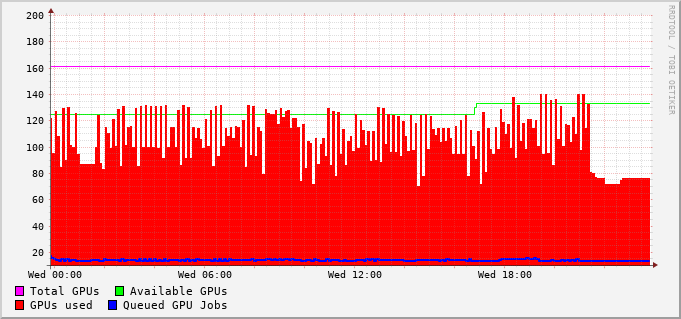 200
180
160
140
120
100
80
60
40
20
Wed 00:00 Wed 06:00 Wed 12:00 Wed 18:00
Total GPUs Available GPUs
GPUs used Queued GPU Jobs
RRDTOOL / TOBI OETIKER